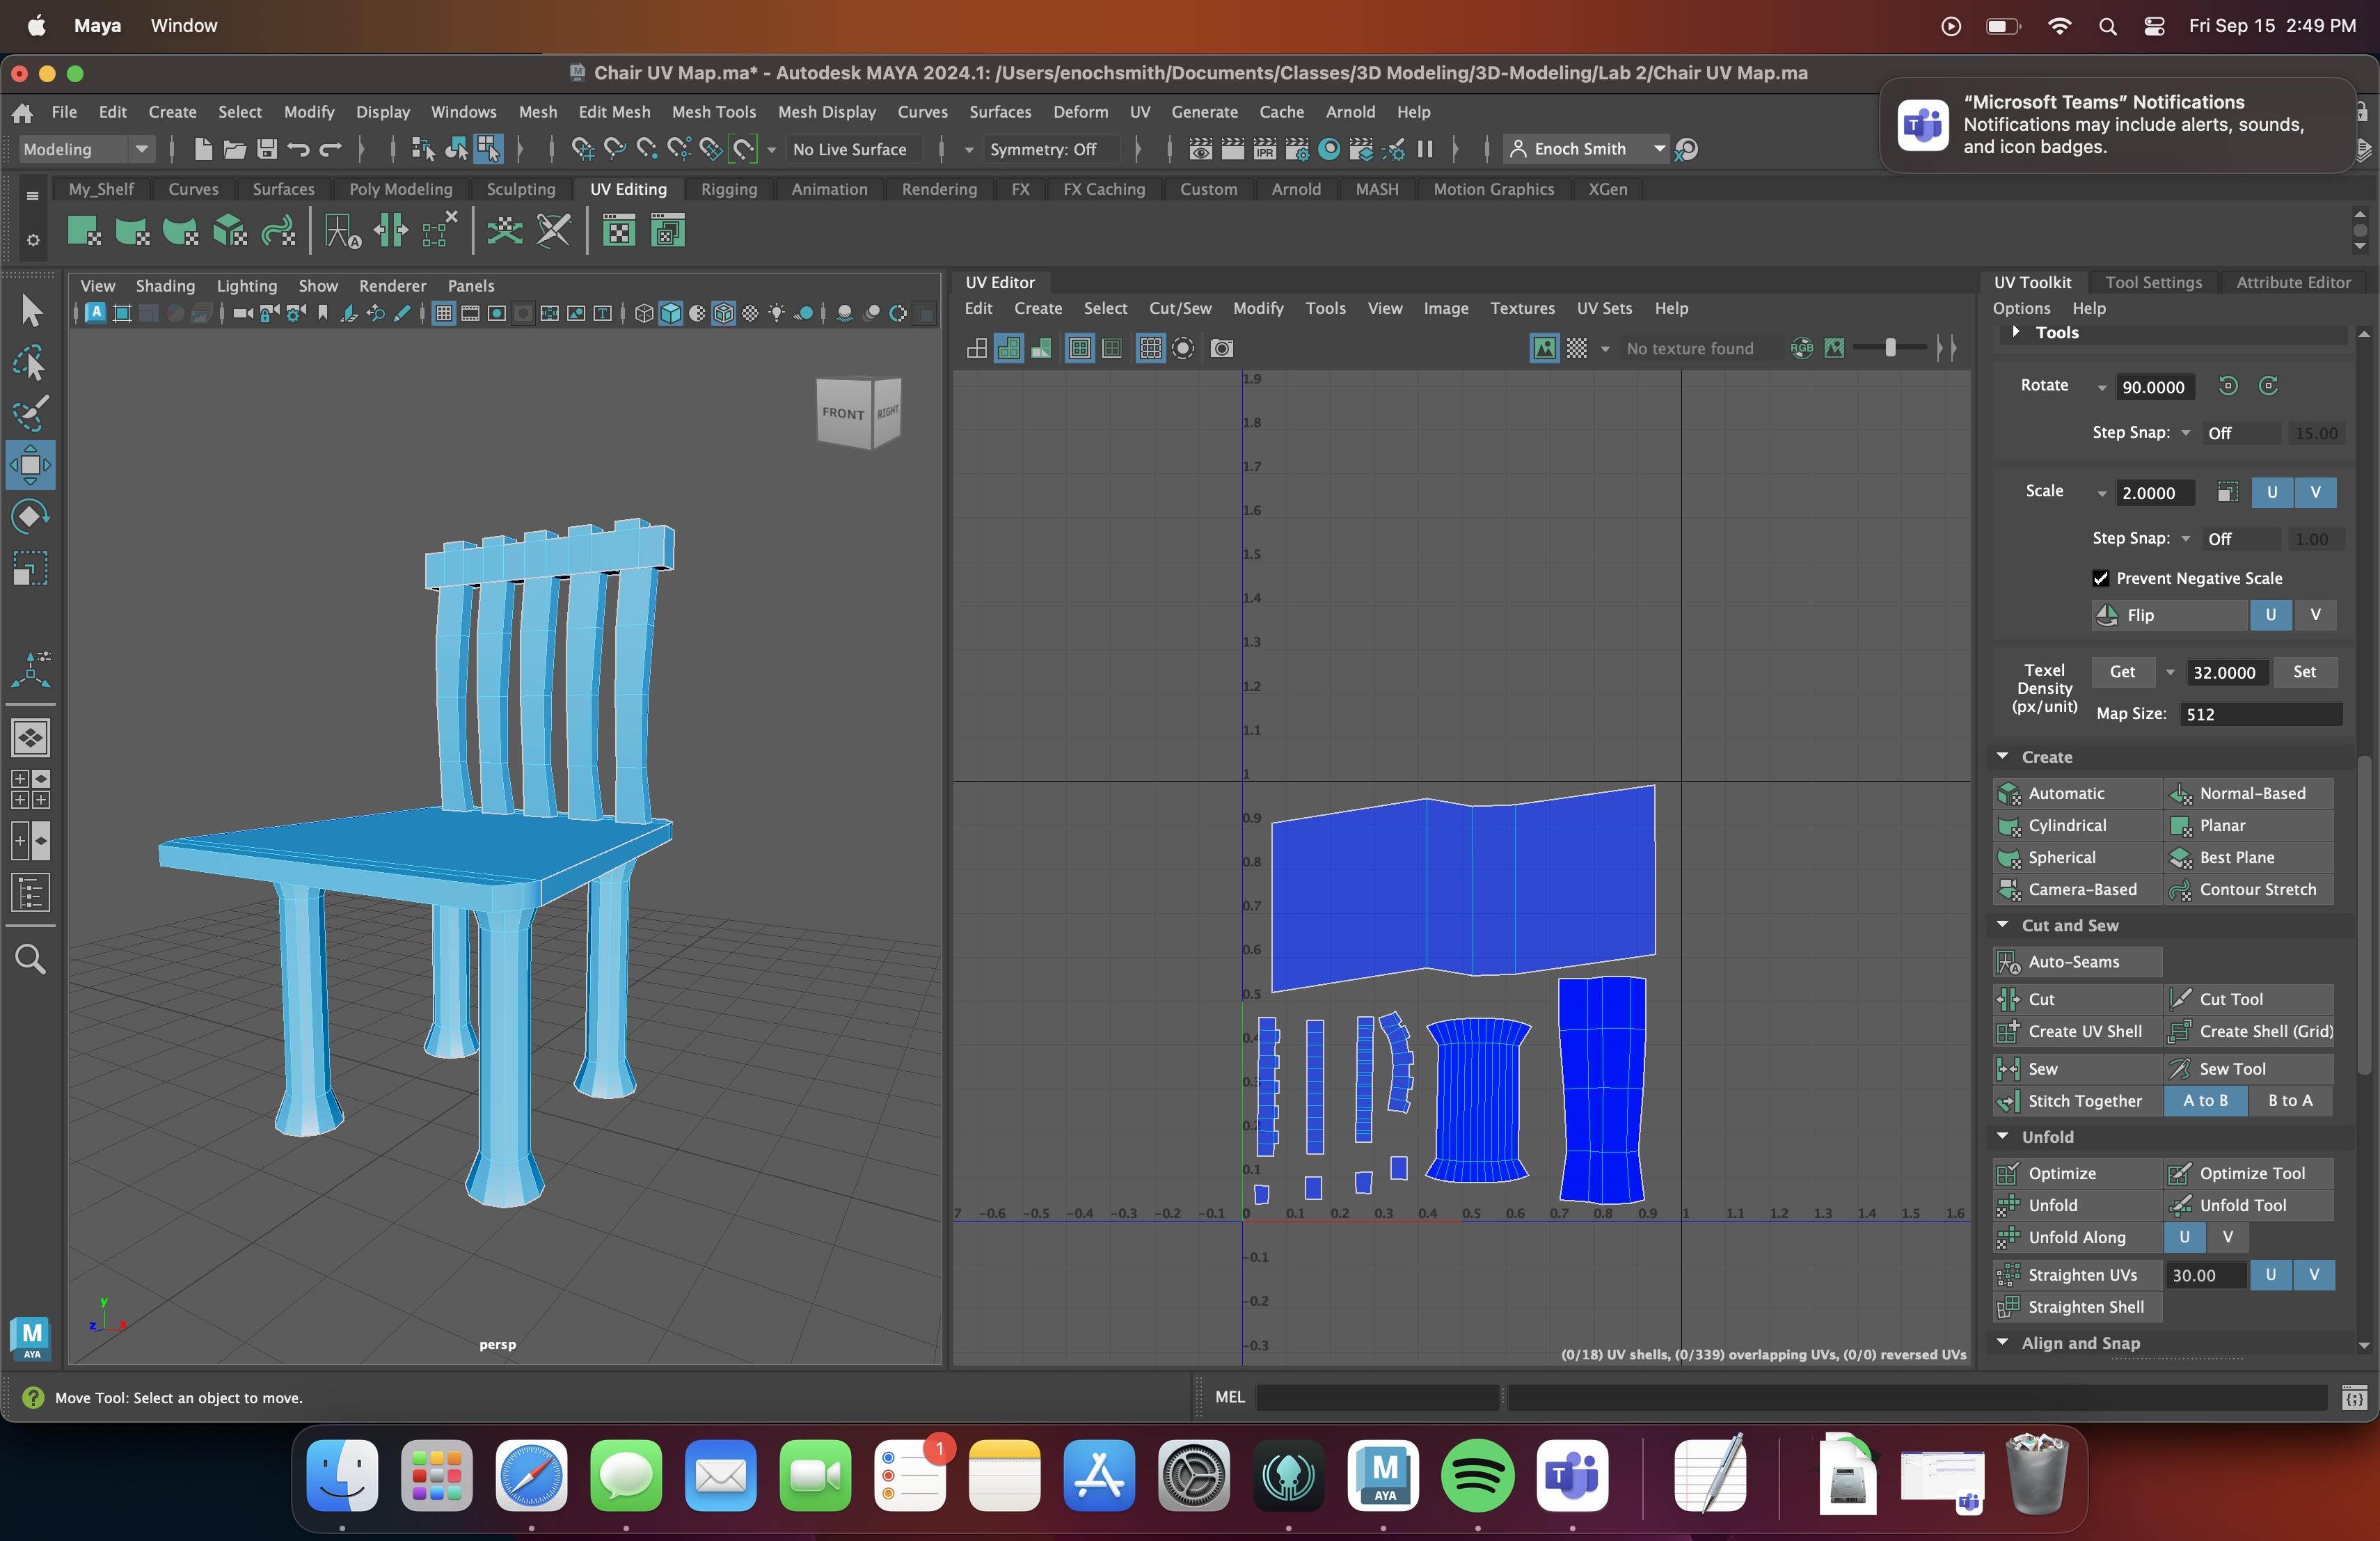 Maya Window Fri Sep 15 2:49 PM
Chair UV Map.ma* - Autodesk MAYA 2024.1: /Users/enochsmith/Documents/Classes/3D Modeling/3D-Modeling/Lab 2/Chair UV Map.ma
File Edit Create Select Modify Display Windows Mesh Edit Mesh Mesh Tools Mesh Display Curves Surfaces Deform UV Generate Cache Arnold Help
“Microsoft Teams” Notifications
Notifications may include alerts, sounds,
and icon badges.
Modeling No Live Surface Symmetry: Off IPR Enoch Smith
My_Shelf Curves Surfaces Poly Modeling Sculpting UV Editing Rigging Animation Rendering FX FX Caching Custom Arnold MASH Motion Graphics XGen
View Shading Lighting Show Renderer Panels
FRONT RIGHT
y
z x
persp
UV Editor
Edit Create Select Cut/Sew Modify Tools View Image Textures UV Sets Help
No texture found RGB
1.9
1.8
1.7
1.6
1.5
1.4
1.3
1.2
1.1
1
0.9
0.8
0.7
0.6
0.5
0.4
0.3
0.2
0.1
7 -0.6 -0.5 -0.4 -0.3 -0.2 -0.1 0 0.1 0.2 0.3 0.4 0.5 0.6 0.7 0.8 0.9 1 1.1 1.2 1.3 1.4 1.5 1.6
-0.1
-0.2
-0.3
(0/18) UV shells, (0/339) overlapping UVs, (0/0) reversed UVs
UV Toolkit Tool Settings Attribute Editor
Options Help
Tools
Rotate 90.0000
Step Snap: Off 15.00
Scale 2.0000 U V
Step Snap: Off 1.00
Prevent Negative Scale
Flip U V
Texel Density (px/unit) Get 32.0000 Set
Map Size: 512
Create
Automatic Normal-Based
Cylindrical Planar
Spherical Best Plane
Camera-Based Contour Stretch
Cut and Sew
Auto-Seams
Cut Cut Tool
Create UV Shell Create Shell (Grid)
Sew Sew Tool
Stitch Together A to B B to A
Unfold
Optimize Optimize Tool
Unfold Unfold Tool
Unfold Along U V
Straighten UVs 30.00 U V
Straighten Shell
Align and Snap
M
AYA
Move Tool: Select an object to move. MEL
1
M
AYA
T